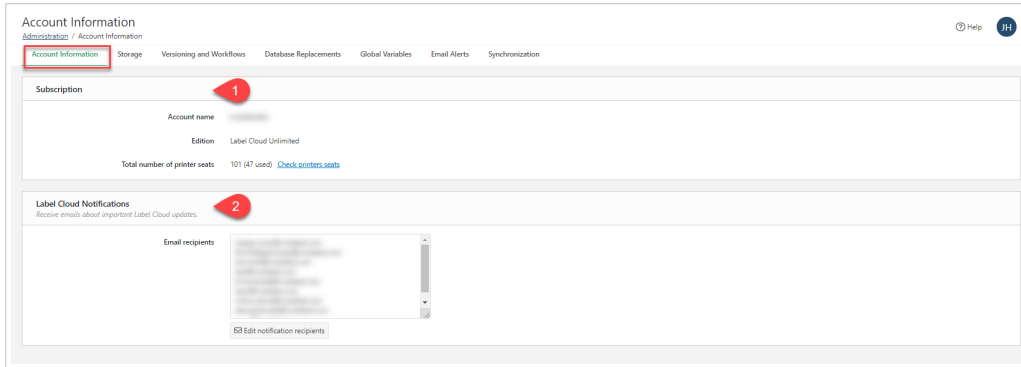 Account Information
Help
JH
Administration / Account Information
Account Information Storage Versioning and Workflows Database Replacements Global Variables Email Alerts Synchronization
Subscription
1
Account name
Edition Label Cloud Unlimited
Total number of printer seats 101 (47 used) Check printers seats
Label Cloud Notifications
Receive emails about important Label Cloud updates.
2
Email recipients
Edit notification recipients